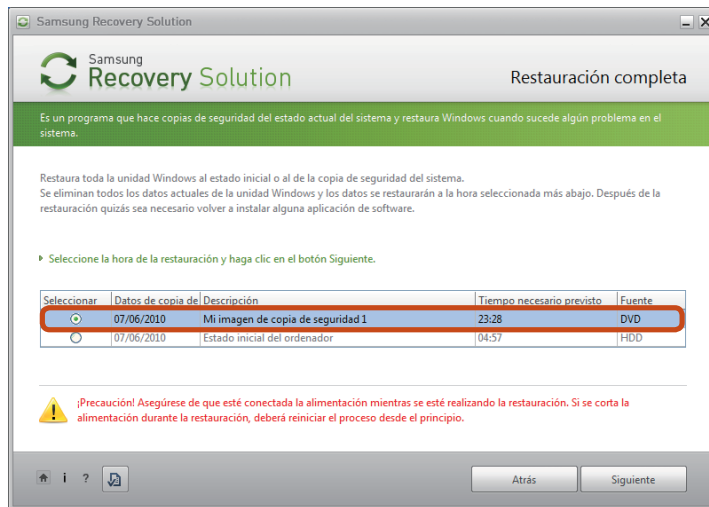 Samsung Recovery Solution
Samsung
Recovery Solution
Restauración completa
Es un programa que hace copias de seguridad del estado actual del sistema y restaura Windows cuando sucede algún problema en el
sistema.
Restaura toda la unidad Windows al estado inicial o al de la copia de seguridad del sistema.
Se eliminan todos los datos actuales de la unidad Windows y los datos se restaurarán a la hora seleccionada más abajo. Después de la
restauración quizás sea necesario volver a instalar alguna aplicación de software.
Seleccione la hora de la restauración y haga clic en el botón Siguiente.
Seleccionar Datos de copia de Descripción Tiempo necesario previsto Fuente
07/06/2010 Mi imagen de copia de seguridad 1 23:28 DVD
07/06/2010 Estado inicial del ordenador 04:57 HDD
¡Precaución! Asegúrese de que esté conectada la alimentación mientras se esté realizando la restauración. Si se corta la
alimentación durante la restauración, deberá reiniciar el proceso desde el principio.
i ? Atrás Siguiente